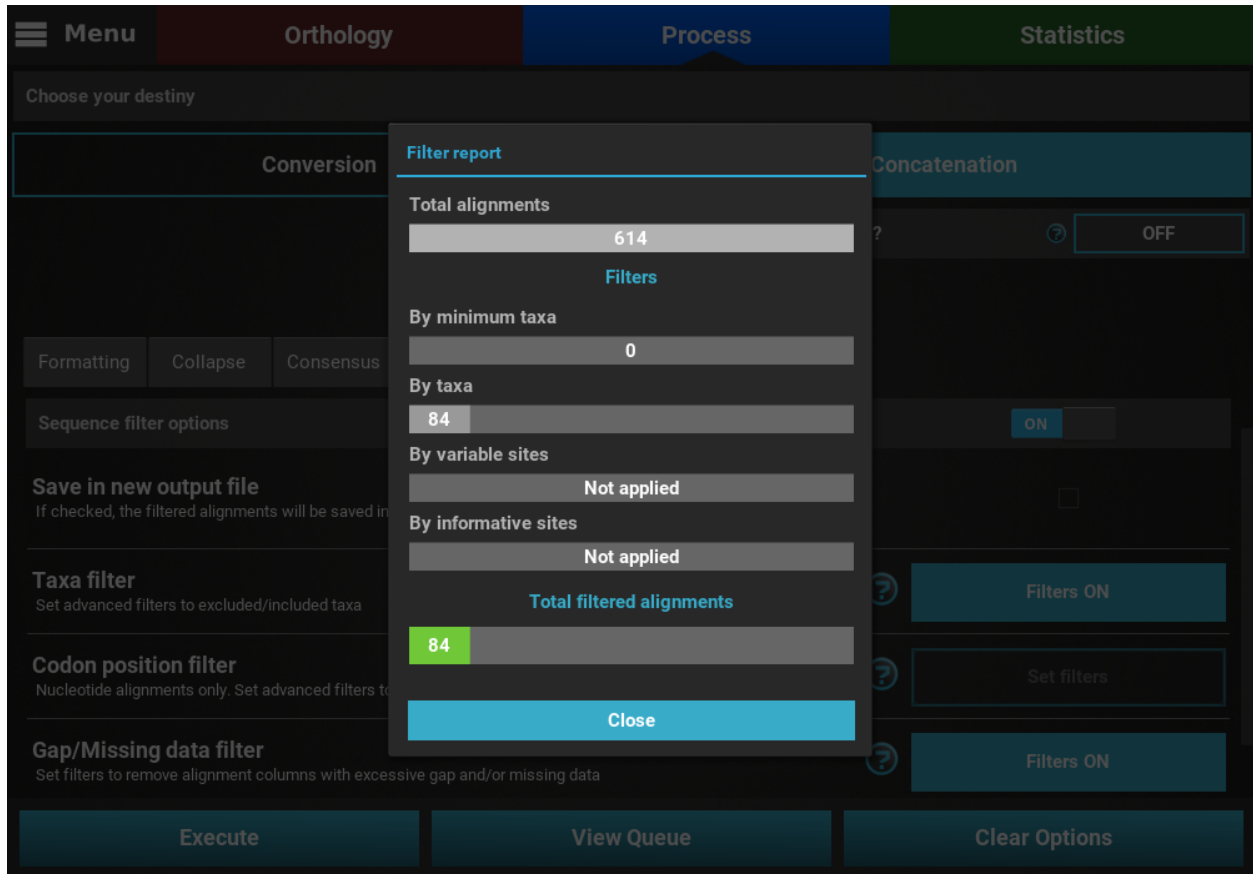 Menu
Orthology
Process
Statistics
Choose your destiny
Conversion
Concatenation
Filter report
Total alignments
614
?
?
OFF
Filters
By minimum taxa
0
Formatting
Collapse
Consensus
By taxa
84
Sequence filter options
ON
By variable sites
Not applied
Save in new output file
If checked, the filtered alignments will be saved in
By informative sites
Not applied
Taxa filter
Set advanced filters to excluded/included taxa
?
Filters ON
Total filtered alignments
84
Codon position filter
Nucleotide alignments only. Set advanced filters to
?
Set filters
Close
Gap/Missing data filter
Set filters to remove alignment columns with excessive gap and/or missing data
?
Filters ON
Execute
View Queue
Clear Options